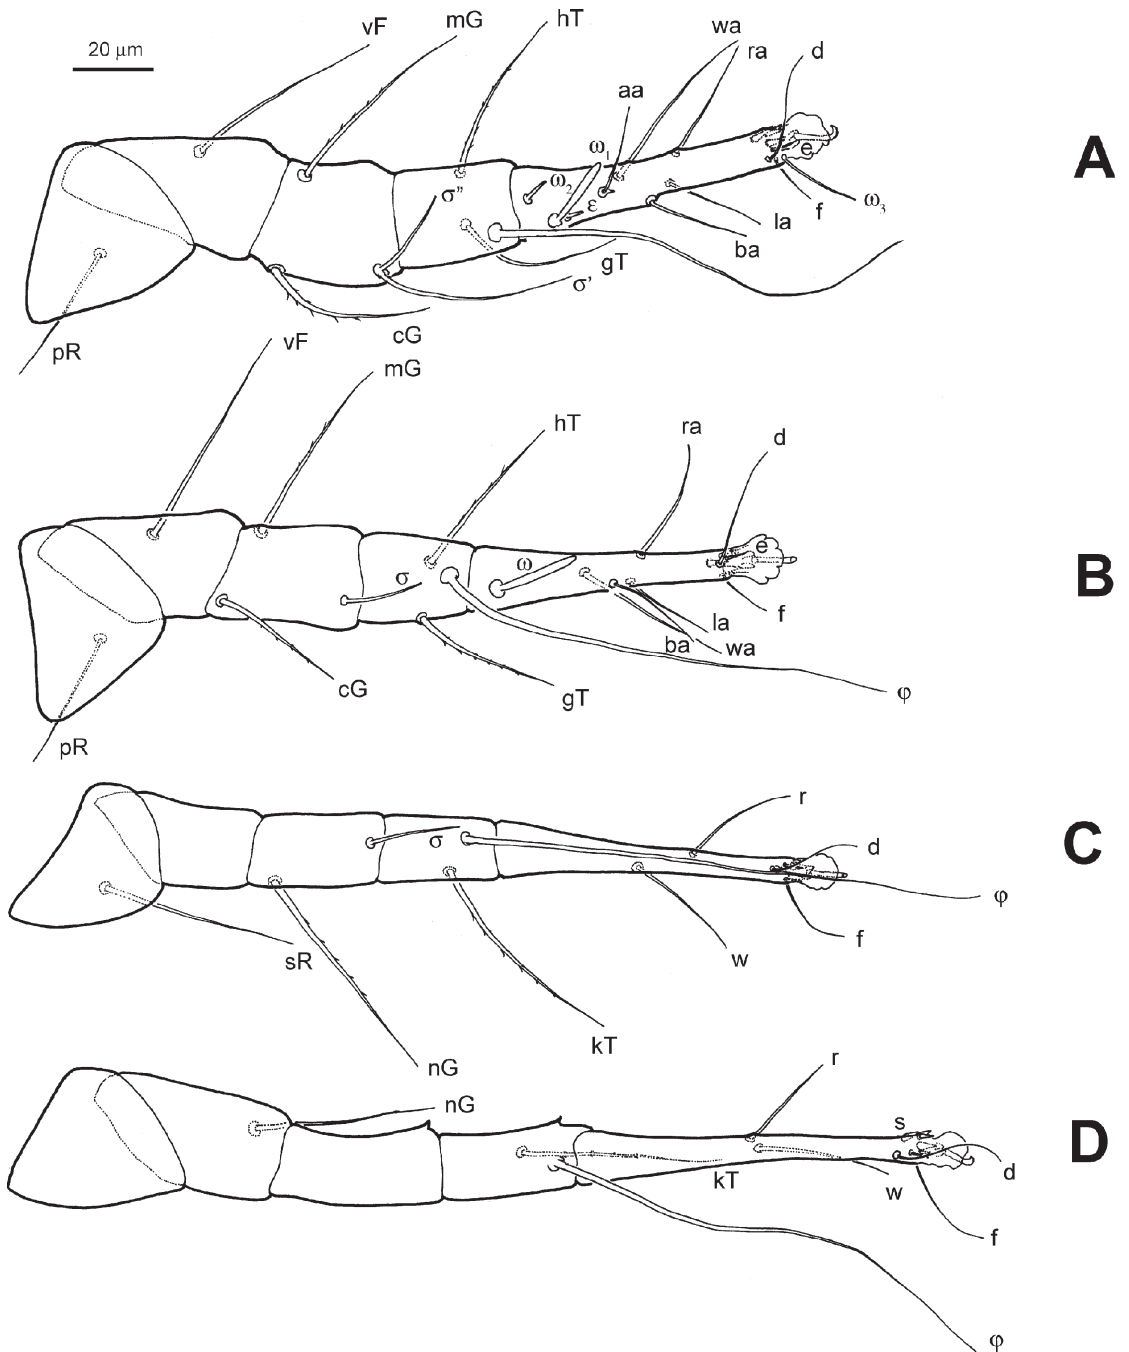 20 µm
vF
mG
hT
wa
ra
d
aa
ω1
ω2
ε
σ"
e
A
ω3
f
la
ba
gT
σ'
cG
pR
vF
mG
hT
ra
d
ω
e
σ
B
f
la
ba
wa
cG
gT
φ
pR
r
C
σ
d
φ
f
w
sR
kT
nG
r
nG
s
D
d
kT
w
f
φ